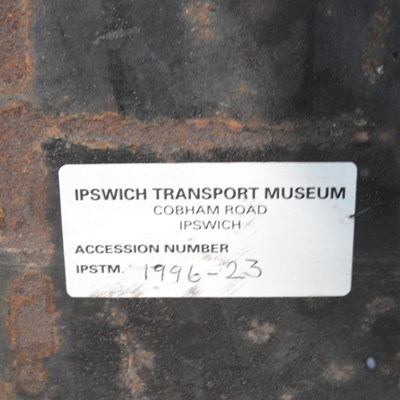 IPSWICH TRANSPORT MUSEUM
COBHAM ROAD
IPSWICH
ACCESSION NUMBER
IPSTM. 1996-23